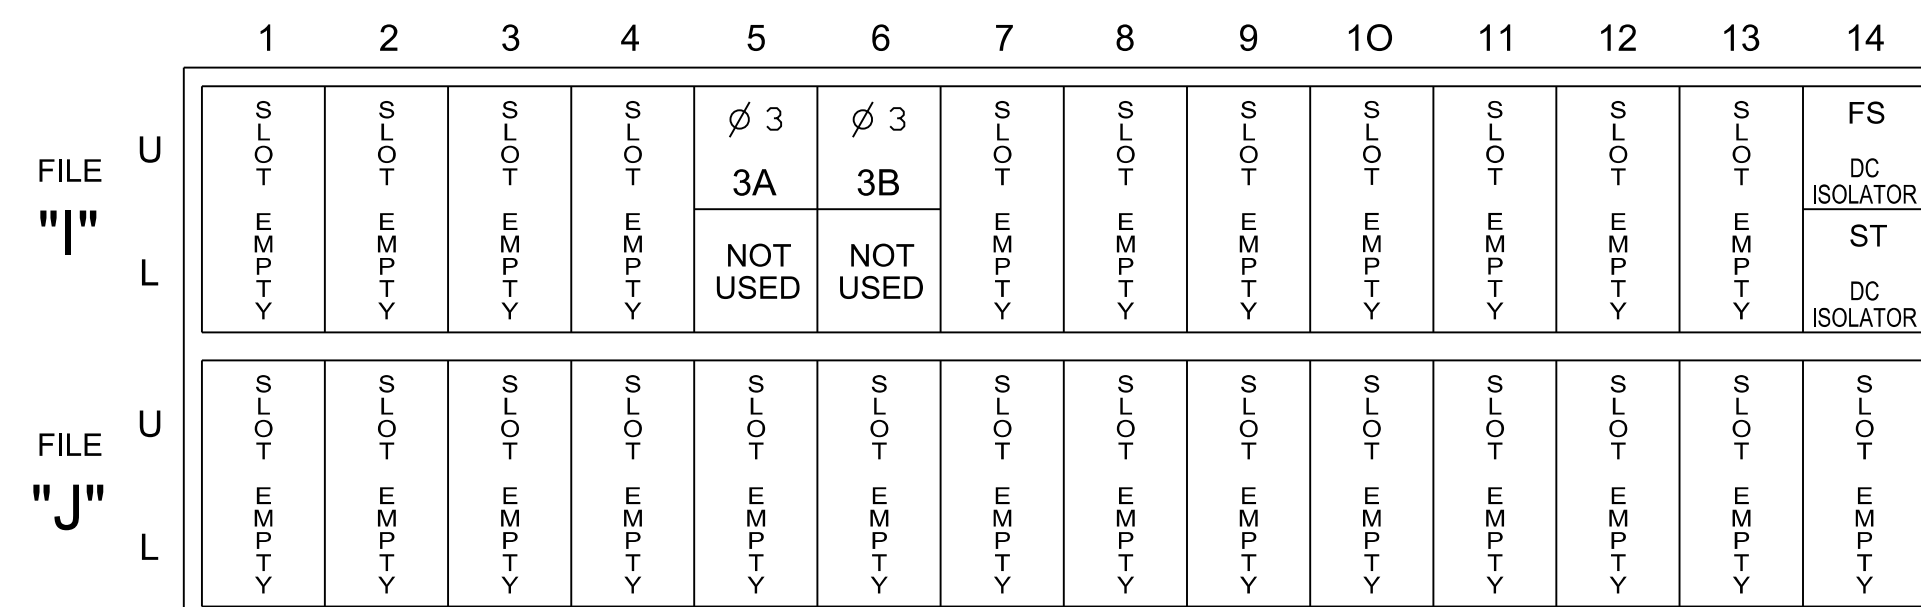 1 2 3 4 5 6 7 8 9 10 11 12 13 14
FILE "I"
U
L
SLOT EMPTY
SLOT EMPTY
SLOT EMPTY
SLOT EMPTY
Ø 3
3A
NOT
USED
Ø 3
3B
NOT
USED
SLOT EMPTY
SLOT EMPTY
SLOT EMPTY
SLOT EMPTY
SLOT EMPTY
SLOT EMPTY
SLOT EMPTY
FS
DC
ISOLATOR
ST
DC
ISOLATOR
FILE "J"
U
L
SLOT EMPTY
SLOT EMPTY
SLOT EMPTY
SLOT EMPTY
SLOT EMPTY
SLOT EMPTY
SLOT EMPTY
SLOT EMPTY
SLOT EMPTY
SLOT EMPTY
SLOT EMPTY
SLOT EMPTY
SLOT EMPTY
SLOT EMPTY